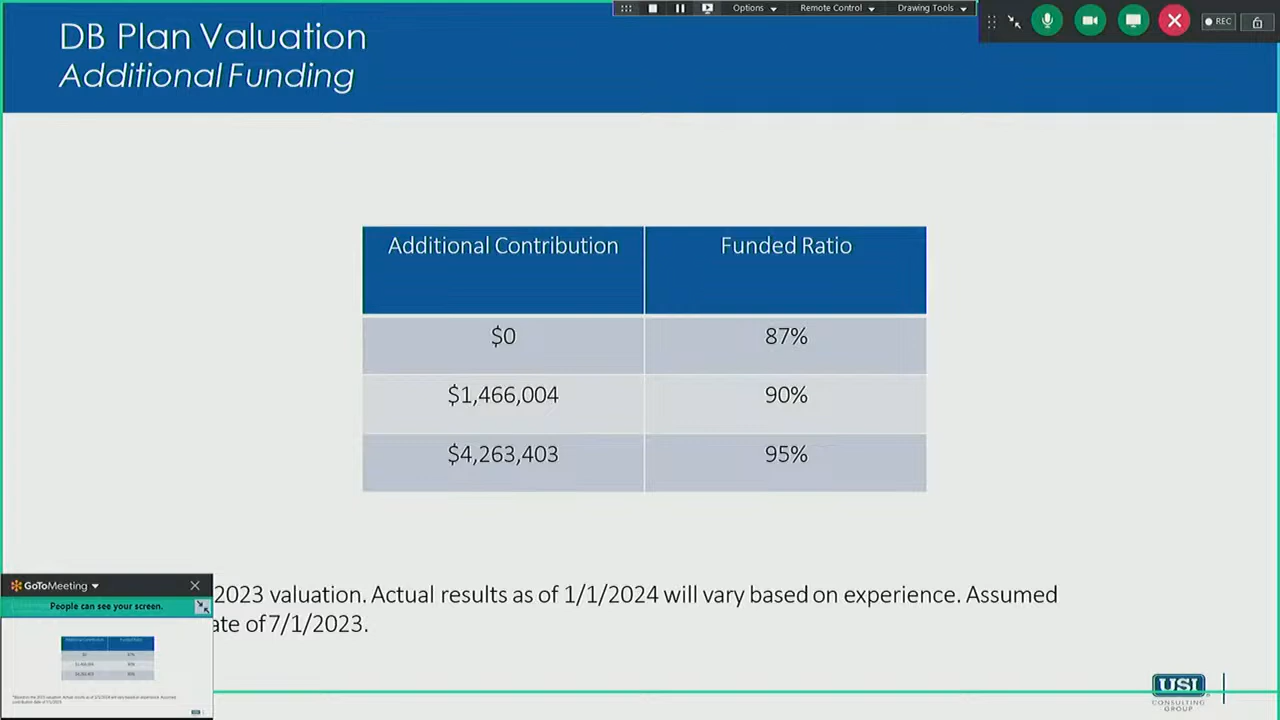 Options
Remote Control
Drawing Tools
REC
DB Plan Valuation
Additional Funding
Additional Contribution Funded Ratio
$0 87%
$1,466,004 90%
$4,263,403 95%
2023 valuation. Actual results as of 1/1/2024 will vary based on experience. Assumed
ate of 7/1/2023.
GoToMeeting
People can see your screen.
USI
CONSULTING
GROUP